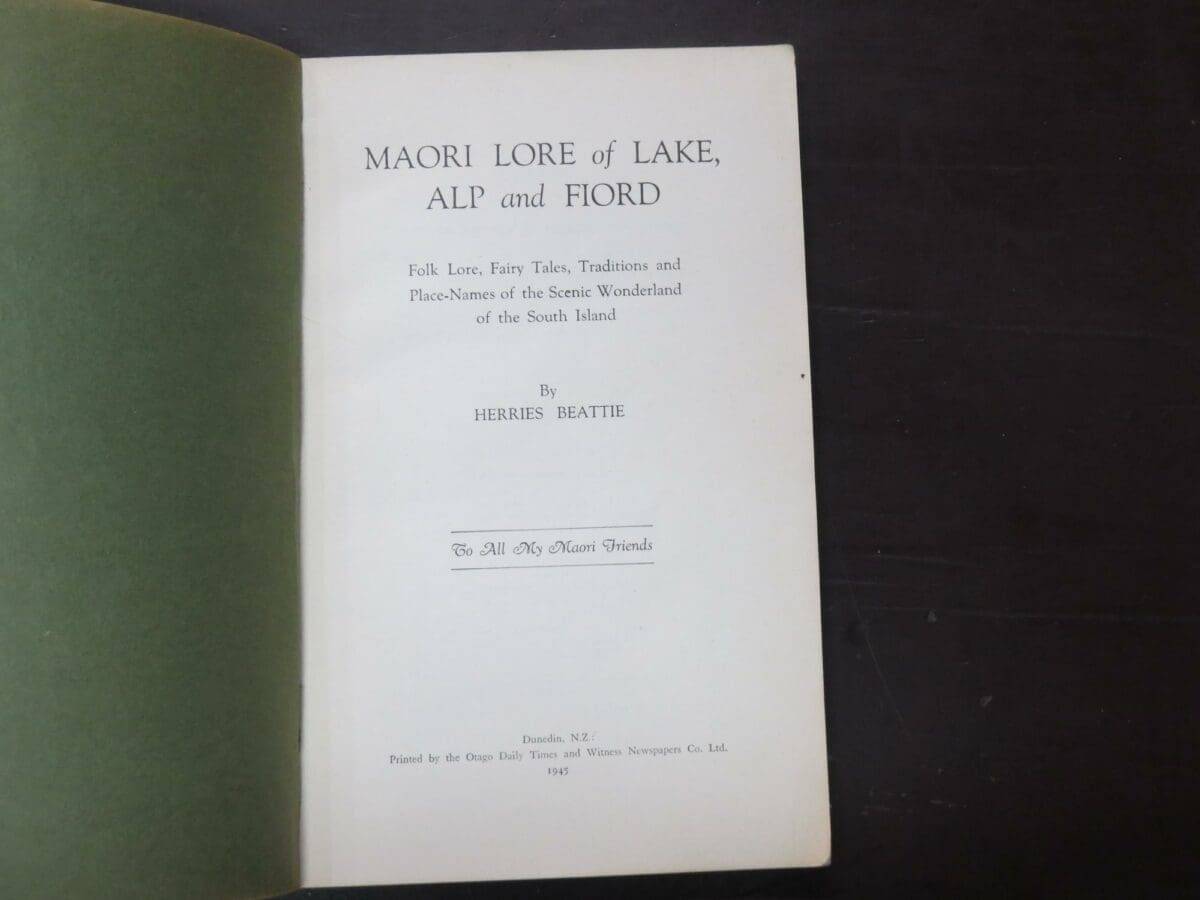 MAORI LORE of LAKE,
ALP and FIORD
Folk Lore, Fairy Tales, Traditions and
Place-Names of the Scenic Wonderland
of the South Island
By
HERRIES BEATTIE
To All My Maori Friends
Dunedin, N.Z.:
Printed by the Otago Daily Times and Witness Newspapers Co. Ltd.
1945